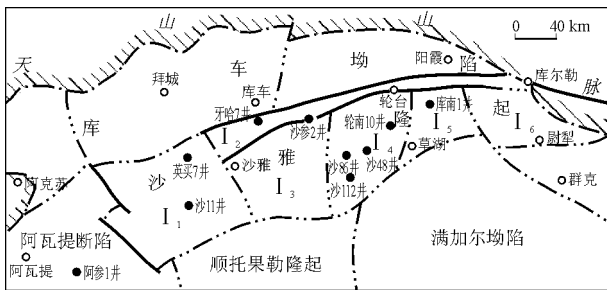 天 山 山 脉
0 40 km
库 车 坳 陷
阳霞
拜城
库车
库尔勒
轮台
牙哈7井
沙参2井
库南1井
轮南10井
沙 雅 隆 起
I₁
I₂
I₃
I₄
I₅
I₆
尉犁
草湖
英买7井
沙雅
沙86井
沙48井
沙112井
群克
阿克苏
沙11井
阿瓦提断陷
阿瓦提
阿参1井
顺托果勒隆起
满加尔坳陷